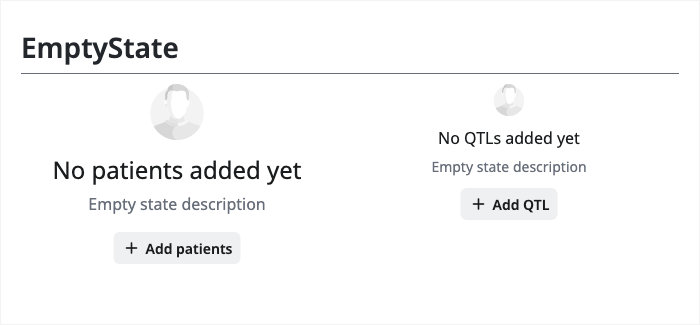 EmptyState
No patients added yet
Empty state description
+ Add patients
No QTLs added yet
Empty state description
+ Add QTL